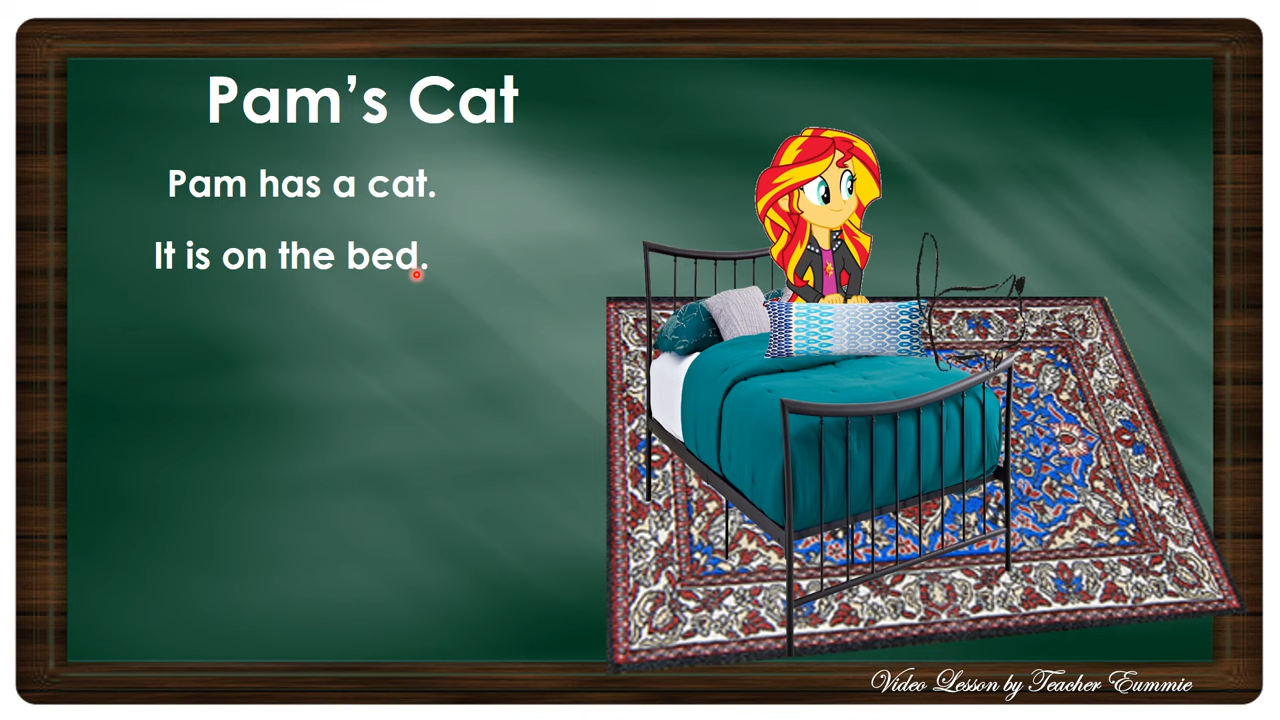 Pam’s Cat
Pam has a cat.
It is on the bed.
Video Lesson by Teacher Eummie